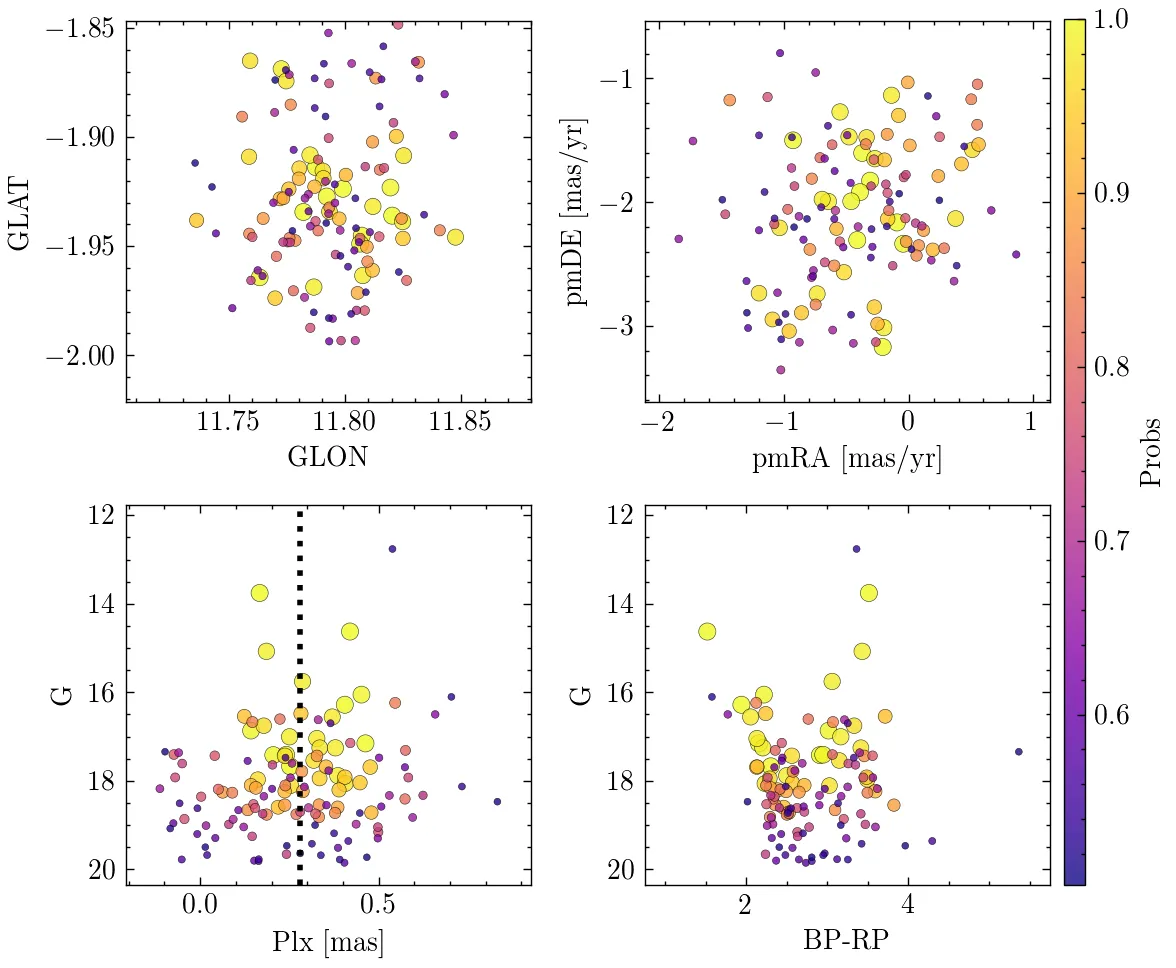 −1.85
−1.90
−1.95
−2.00
GLAT
11.75 11.80 11.85
GLON
−1
−2
−3
pmDE [mas/yr]
−2 −1 0 1
pmRA [mas/yr]
1.0
0.9
0.8
0.7
0.6
Probs
12
14
16
18
20
G
0.0 0.5
Plx [mas]
12
14
16
18
20
G
2 4
BP-RP